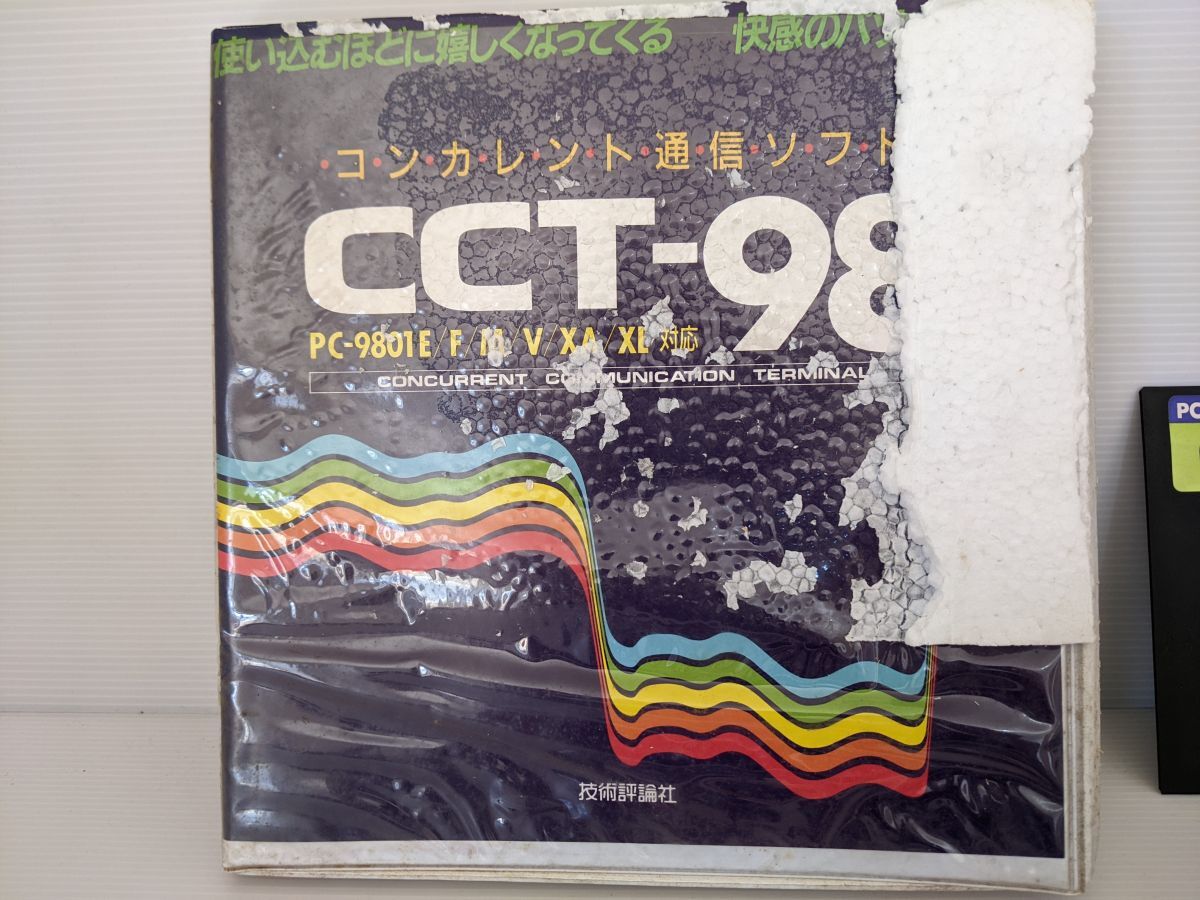 使い込むほどに嬉しくなってくる 快感のパソ
・コ・ン・カ・レ・ン・ト・通・信・ソ・フ・ト
CCT-98
PC-9801E/F/M/V/XA/XL 対応
CONCURRENT COMMUNICATION TERMINAL
技術評論社
PC